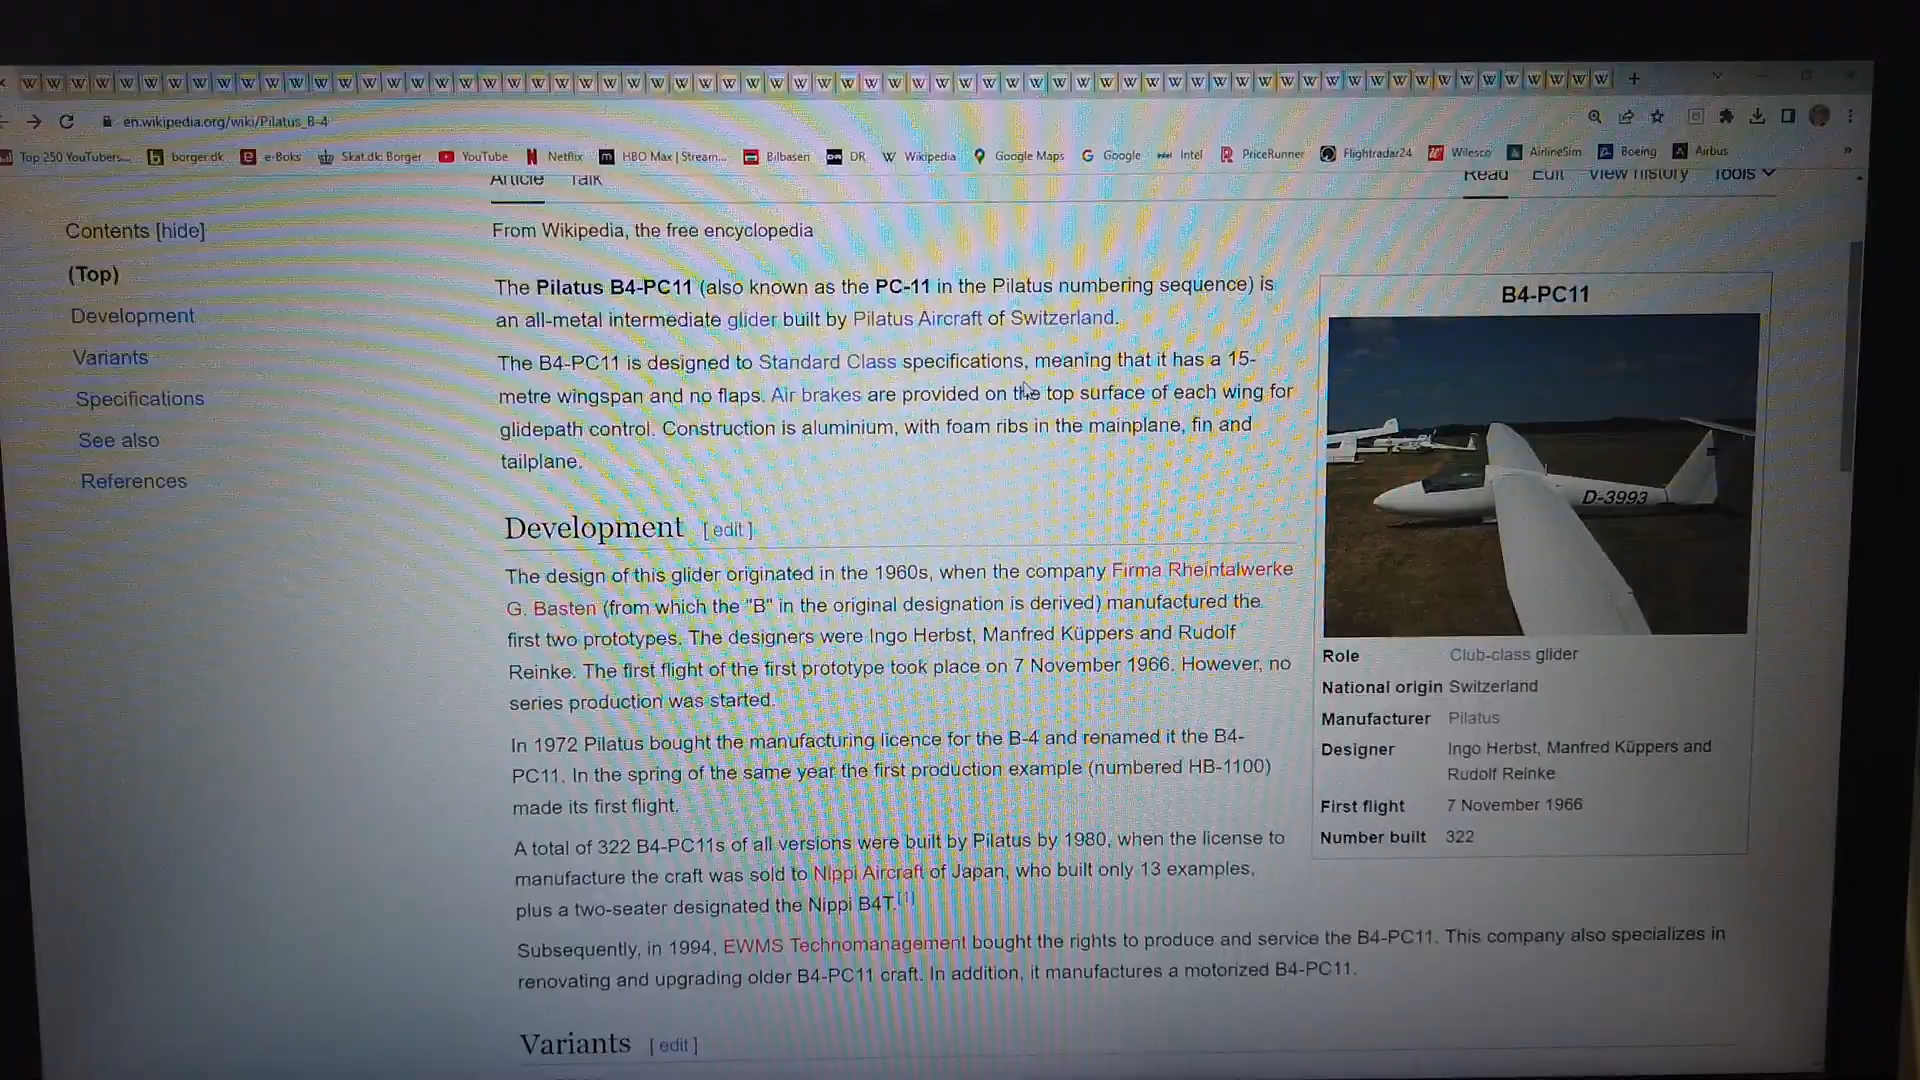 en.wikipedia.org/wiki/Pilatus_B-4
Top 250 YouTubers... borger.dk e-Boks Skat.dk: Borger YouTube Netflix HBO Max | Stream... Bilbasen DR Wikipedia Google Maps Google Intel PriceRunner Flightradar24 Wilesco AirlineSim Boeing Airbus
Article Talk Read Edit View history Tools
Contents [hide]
(Top)
Development
Variants
Specifications
See also
References
From Wikipedia, the free encyclopedia
The Pilatus B4-PC11 (also known as the PC-11 in the Pilatus numbering sequence) is
an all-metal intermediate glider built by Pilatus Aircraft of Switzerland.
The B4-PC11 is designed to Standard Class specifications, meaning that it has a 15-
metre wingspan and no flaps. Air brakes are provided on the top surface of each wing for
glidepath control. Construction is aluminium, with foam ribs in the mainplane, fin and
tailplane.
Development [ edit ]
The design of this glider originated in the 1960s, when the company Firma Rheintalwerke
G. Basten (from which the "B" in the original designation is derived) manufactured the
first two prototypes. The designers were Ingo Herbst, Manfred Küppers and Rudolf
Reinke. The first flight of the first prototype took place on 7 November 1966. However, no
series production was started.
In 1972 Pilatus bought the manufacturing licence for the B-4 and renamed it the B4-
PC11. In the spring of the same year the first production example (numbered HB-1100)
made its first flight.
A total of 322 B4-PC11s of all versions were built by Pilatus by 1980, when the license to
manufacture the craft was sold to Nippi Aircraft of Japan, who built only 13 examples,
plus a two-seater designated the Nippi B4T.[1]
Subsequently, in 1994, EWMS Technomanagement bought the rights to produce and service the B4-PC11. This company also specializes in
renovating and upgrading older B4-PC11 craft. In addition, it manufactures a motorized B4-PC11.
Variants [ edit ]
B4-PC11
D-3993
Role Club-class glider
National origin Switzerland
Manufacturer Pilatus
Designer Ingo Herbst, Manfred Küppers and
Rudolf Reinke
First flight 7 November 1966
Number built 322